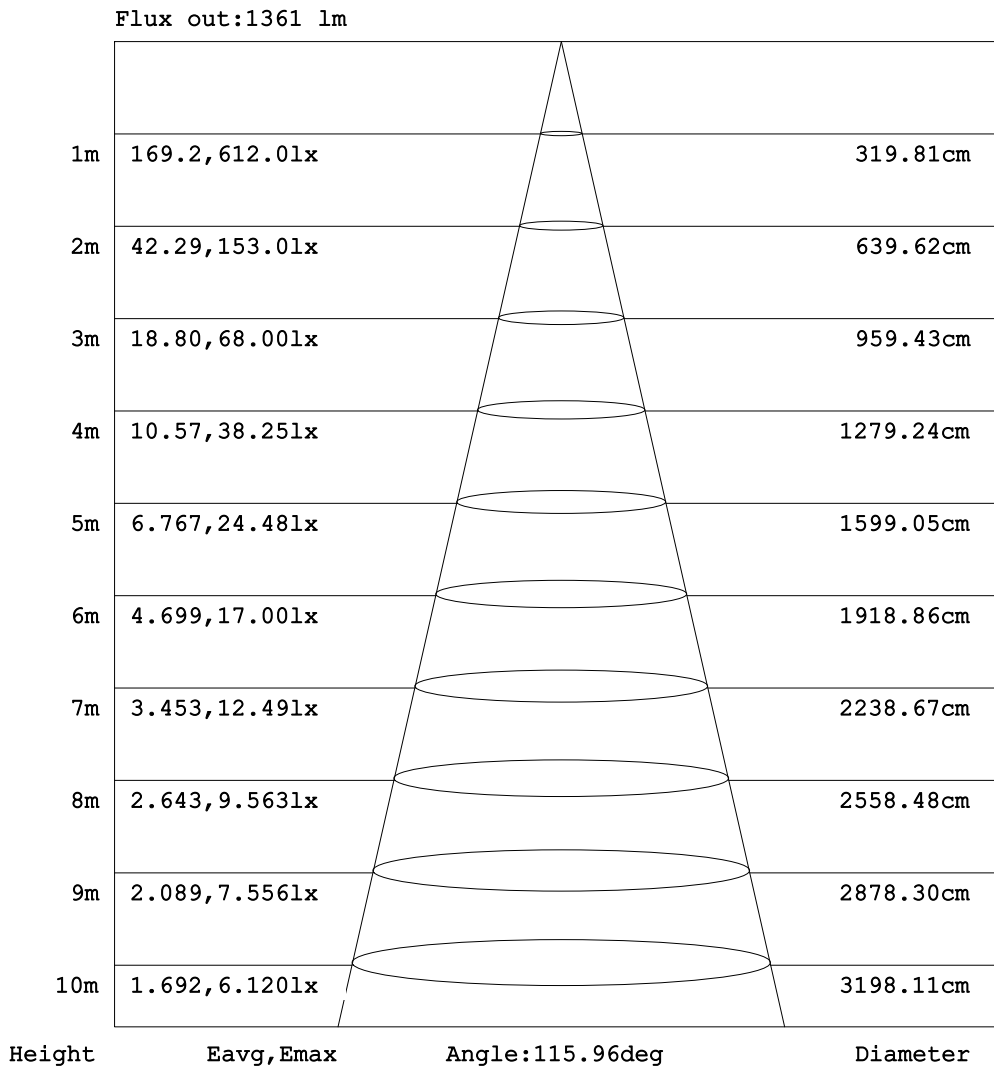 Flux out:1361 lm
1m 169.2,612.0lx 319.81cm
2m 42.29,153.0lx 639.62cm
3m 18.80,68.00lx 959.43cm
4m 10.57,38.25lx 1279.24cm
5m 6.767,24.48lx 1599.05cm
6m 4.699,17.00lx 1918.86cm
7m 3.453,12.49lx 2238.67cm
8m 2.643,9.563lx 2558.48cm
9m 2.089,7.556lx 2878.30cm
10m 1.692,6.120lx 3198.11cm
Height Eavg,Emax Angle:115.96deg Diameter